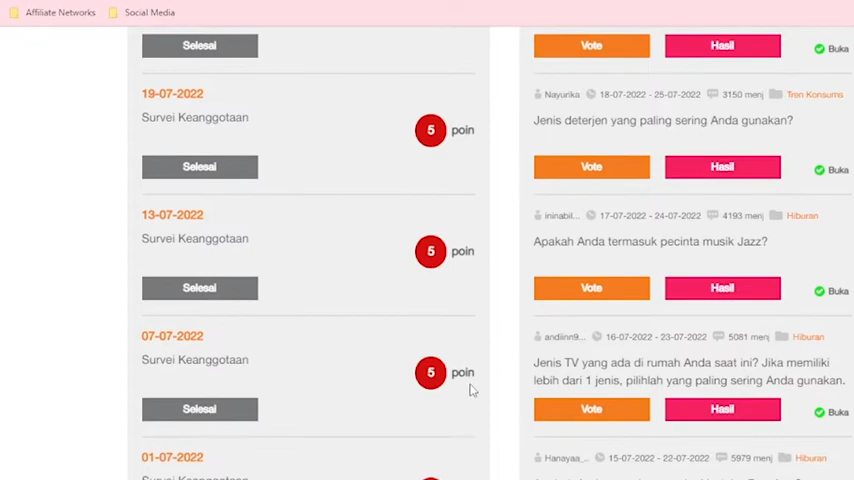 Affiliate Networks Social Media
Selesai
19-07-2022
Survei Keanggotaan
5 poin
Selesai
13-07-2022
Survei Keanggotaan
5 poin
Selesai
07-07-2022
Survei Keanggotaan
5 poin
Selesai
01-07-2022
Vote Hasil Buka
Nayurika 18-07-2022 - 25-07-2022 3150 menj Tren Konsums
Jenis deterjen yang paling sering Anda gunakan?
Vote Hasil Buka
ininabil... 17-07-2022 - 24-07-2022 4193 menj Hiburan
Apakah Anda termasuk pecinta musik Jazz?
Vote Hasil Buka
andiinn9... 16-07-2022 - 23-07-2022 5081 menj Hiburan
Jenis TV yang ada di rumah Anda saat ini? Jika memiliki
lebih dari 1 jenis, pilihlah yang paling sering Anda gunakan.
Vote Hasil Buka
Hanayaa_.. 15-07-2022 - 22-07-2022 5979 menj Hiburan